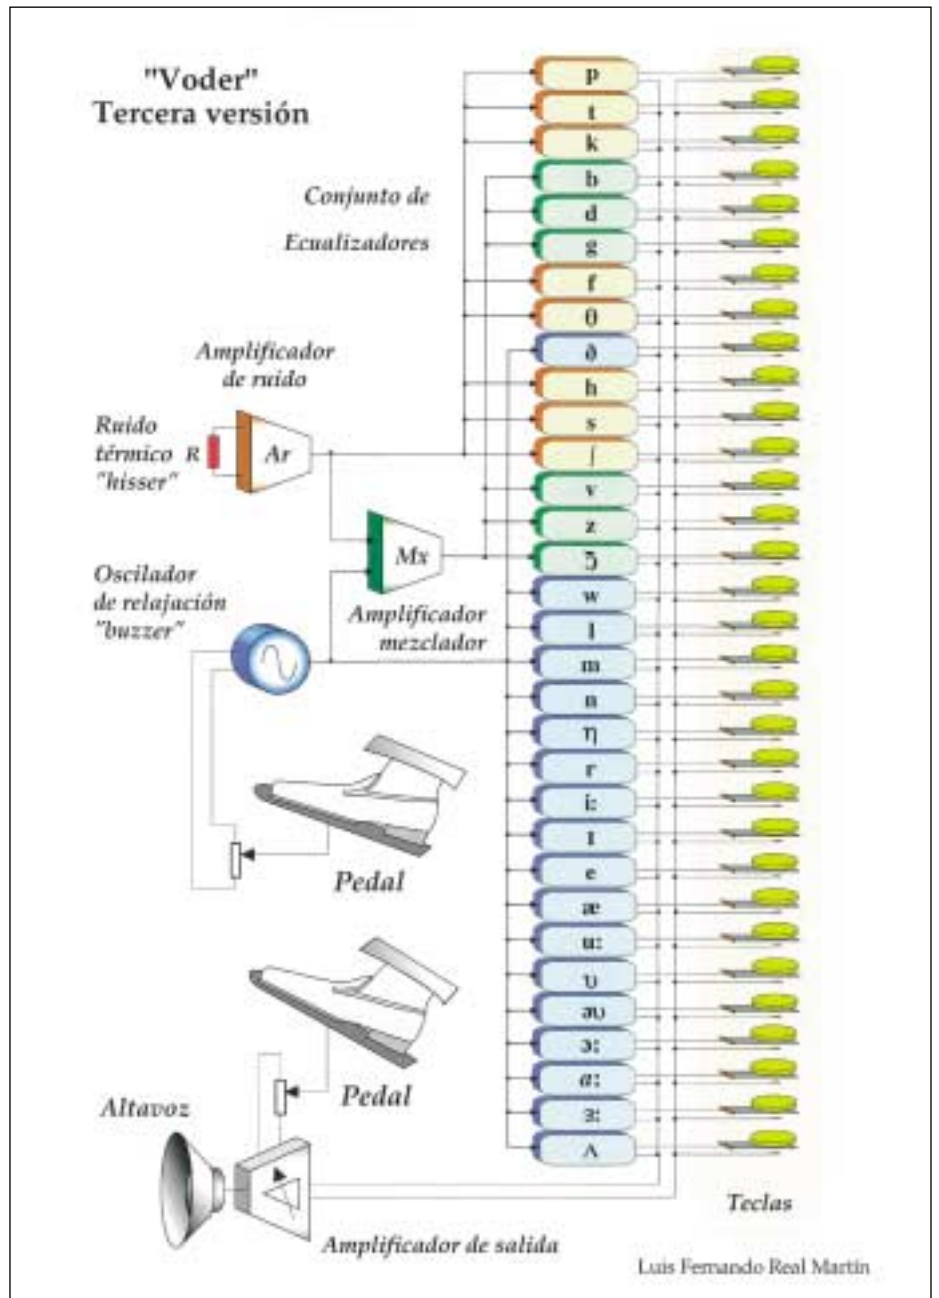 "Voder"
Tercera versión
Conjunto de
Ecualizadores
Amplificador
de ruido
Ruido
térmico
"hisser"
R
Ar
Mx
Oscilador
de relajación
"buzzer"
Amplificador
mezclador
Pedal
Pedal
Altavoz
Amplificador de salida
p
t
k
b
d
g
f
θ
ð
h
s
ʃ
v
z
ʒ
w
l
m
n
η
r
i:
ɪ
e
æ
u:
ʋ
əʋ
ɔ:
ɑ:
ɜ:
ʌ
Teclas
Luis Fernando Real Martín